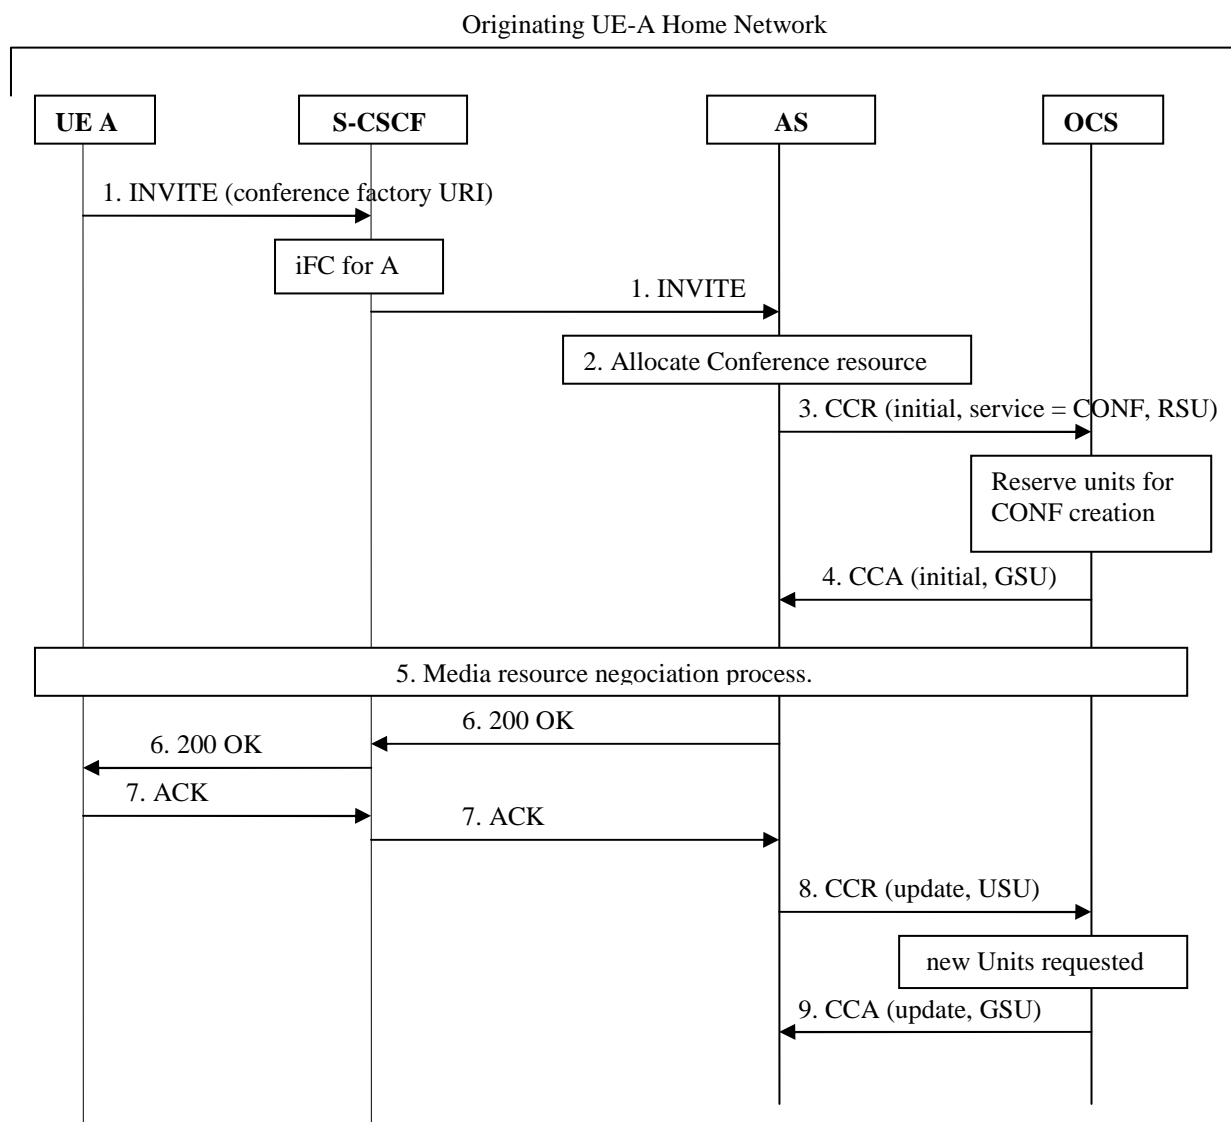 Originating UE-A Home Network
UE A
S-CSCF
AS
OCS
1. INVITE (conference factory URI)
iFC for A
1. INVITE
2. Allocate Conference resource
3. CCR (initial, service = CONF, RSU)
Reserve units for
CONF creation
4. CCA (initial, GSU)
5. Media resource negociation process.
6. 200 OK
6. 200 OK
7. ACK
7. ACK
8. CCR (update, USU)
new Units requested
9. CCA (update, GSU)